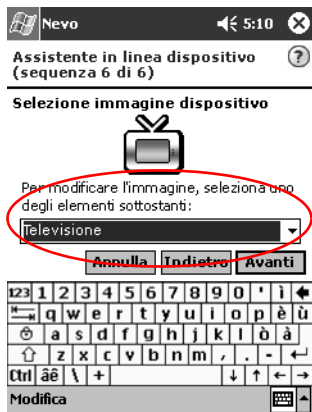 Nevo 5:10
Assistente in linea dispositivo
(sequenza 6 di 6)
Selezione immagine dispositivo
Per modificare l'immagine, seleziona uno
degli elementi sottostanti:
Televisione
Annulla Indietro Avanti
123 1 2 3 4 5 6 7 8 9 0 ' ì
q w e r t y u i o p è ù
a s d f g h j k l ò à
z x c v b n m , . -
Ctrl âê \ +
Modifica